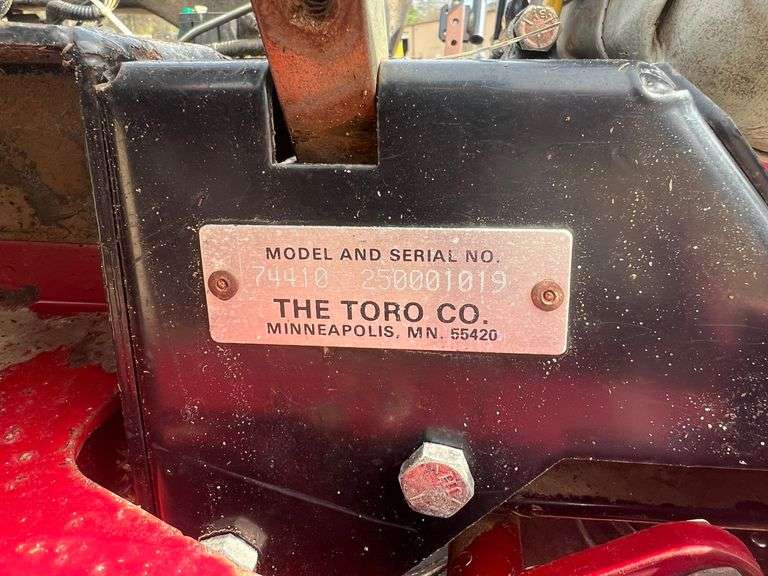 MODEL AND SERIAL NO.
74410 250001019
THE TORO CO.
MINNEAPOLIS, MN. 55420